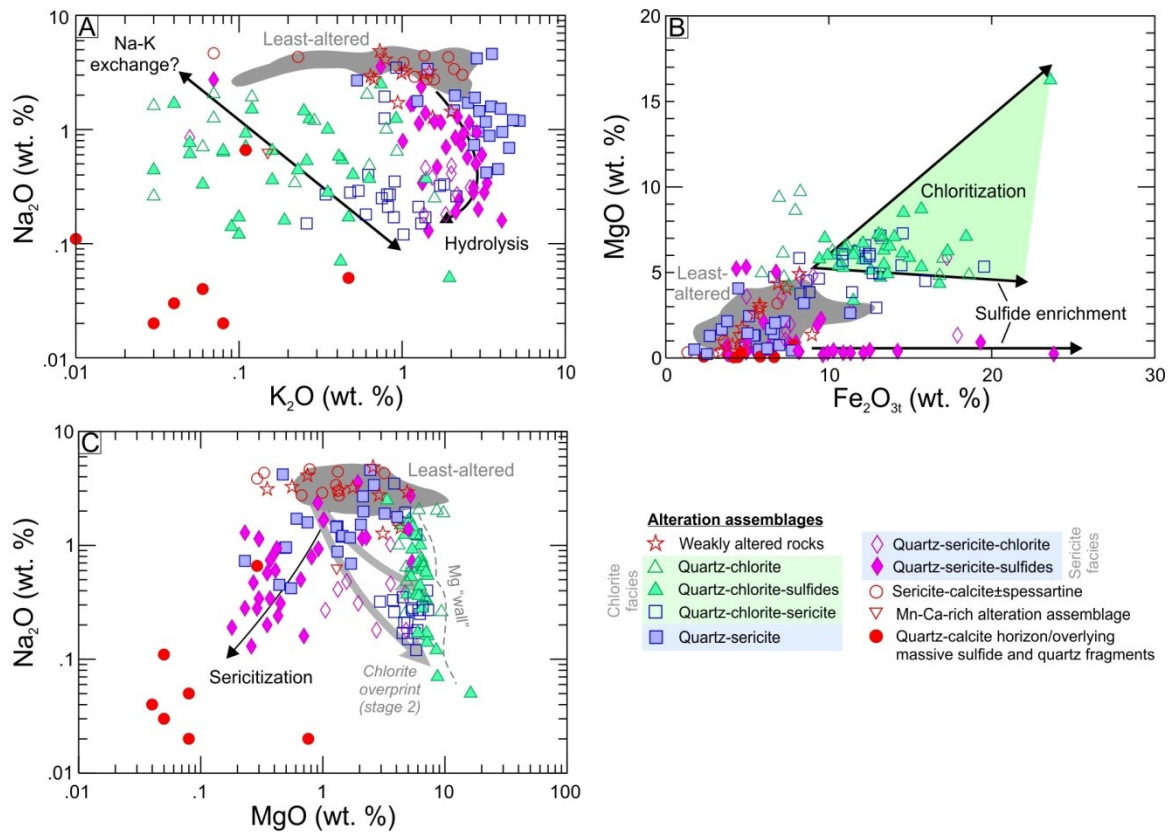 A
Least-altered
Na-K
exchange?
Hydrolysis
10
1
.1
.01
.01
.1
1
10
Na₂O (wt. %)
K₂O (wt. %)
B
Chloritization
Least-
altered
Sulfide enrichment
20
15
10
5
0
0
10
20
30
MgO (wt. %)
Fe₂O₃t (wt. %)
C
Least-altered
Mg "wall"
Sericitization
Chlorite
overprint
(stage 2)
10
1
.1
.01
.01
.1
1
10
100
Na₂O (wt. %)
MgO (wt. %)
Alteration assemblages
Weakly altered rocks
Chlorite
facies
Quartz-chlorite
Quartz-chlorite-sulfides
Quartz-chlorite-sericite
Quartz-sericite
Quartz-sericite-chlorite
Quartz-sericite-sulfides
Sericite
facies
Sericite-calcite±spessartine
Mn-Ca-rich alteration assemblage
Quartz-calcite horizon/overlying
massive sulfide and quartz fragments